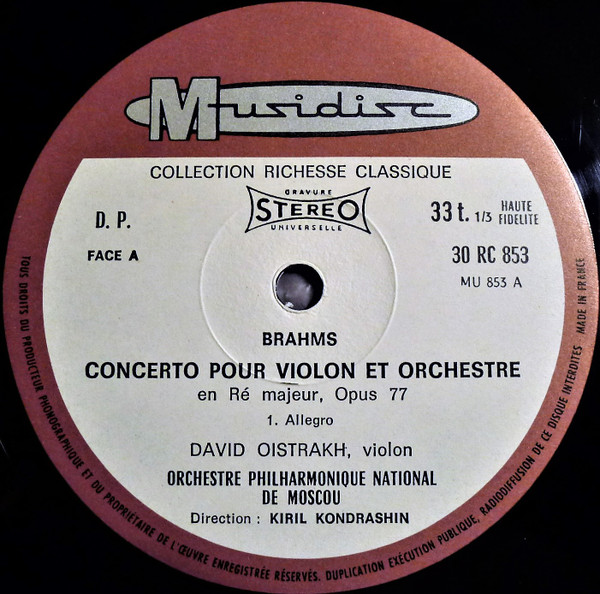 Musidisc
COLLECTION RICHESSE CLASSIQUE
GRAVURE
STEREO
UNIVERSELLE
D. P.
33 t. 1/3 HAUTE FIDELITE
FACE A
30 RC 853
MU 853 A
BRAHMS
CONCERTO POUR VIOLON ET ORCHESTRE
en Ré majeur, Opus 77
1. Allegro
DAVID OISTRAKH, violon
ORCHESTRE PHILHARMONIQUE NATIONAL
DE MOSCOU
Direction : KIRIL KONDRASHIN
TOUS DROITS DU PRODUCTEUR PHONOGRAPHIQUE ET DU PROPRIÉTAIRE DE L'ŒUVRE ENREGISTRÉE RÉSERVÉS. DUPLICATION EXÉCUTION PUBLIQUE, RADIODIFFUSION DE CE DISQUE INTERDITES MADE IN FRANCE